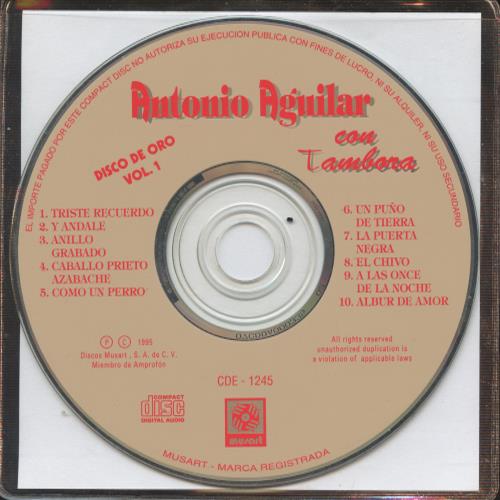 EL IMPORTE PAGADO POR ESTE COMPACT DISC NO AUTORIZA SU EJECUCION PUBLICA CON FINES DE LUCRO, NI SU ALQUILER, NI SU USO SECUNDARIO
Antonio Aguilar
con
Tambora
DISCO DE ORO
VOL. 1
1. TRISTE RECUERDO
2. Y ANDALE
3. ANILLO
GRABADO
4. CABALLO PRIETO
AZABACHE
5. COMO UN PERRO
6. UN PUÑO
DE TIERRA
7. LA PUERTA
NEGRA
8. EL CHIVO
9. A LAS ONCE
DE LA NOCHE
10. ALBUR DE AMOR
Ⓟ Ⓒ 1995
Discos Musart , S. A. de C. V.
Miembro de Amprofón
All rights reserved
unauthorized duplication is
a violation of applicable laws
CDE - 1245
COMPACT
disc
DIGITAL AUDIO
musart
MUSART - MARCA REGISTRADA